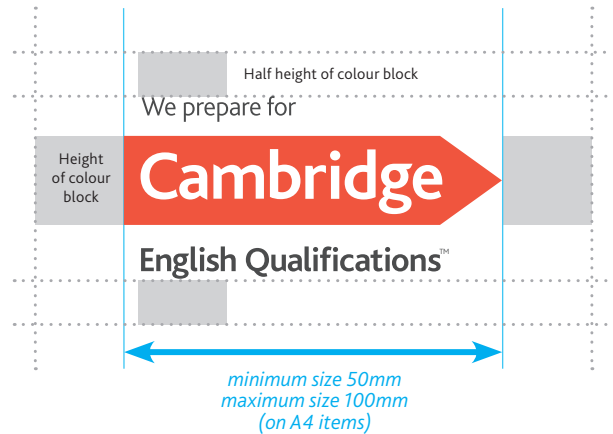 Half height of colour block
We prepare for
Height
of colour
block
Cambridge
English Qualifications™
minimum size 50mm
maximum size 100mm
(on A4 items)